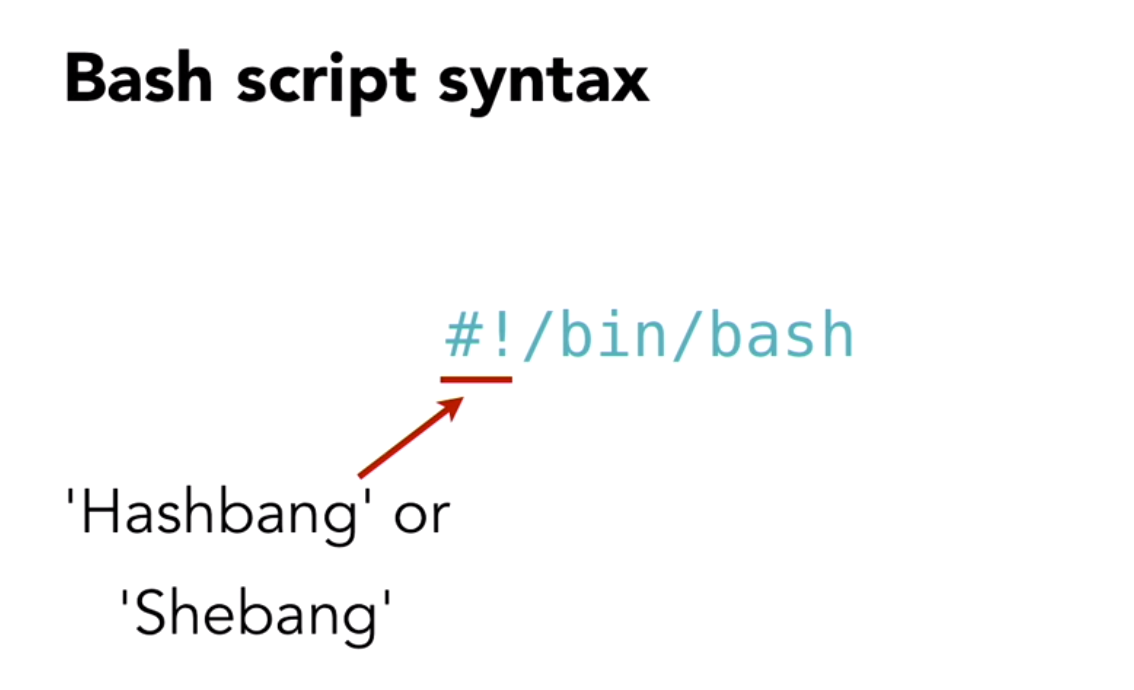 Bash script syntax
#!/bin/bash
'Hashbang' or
'Shebang'